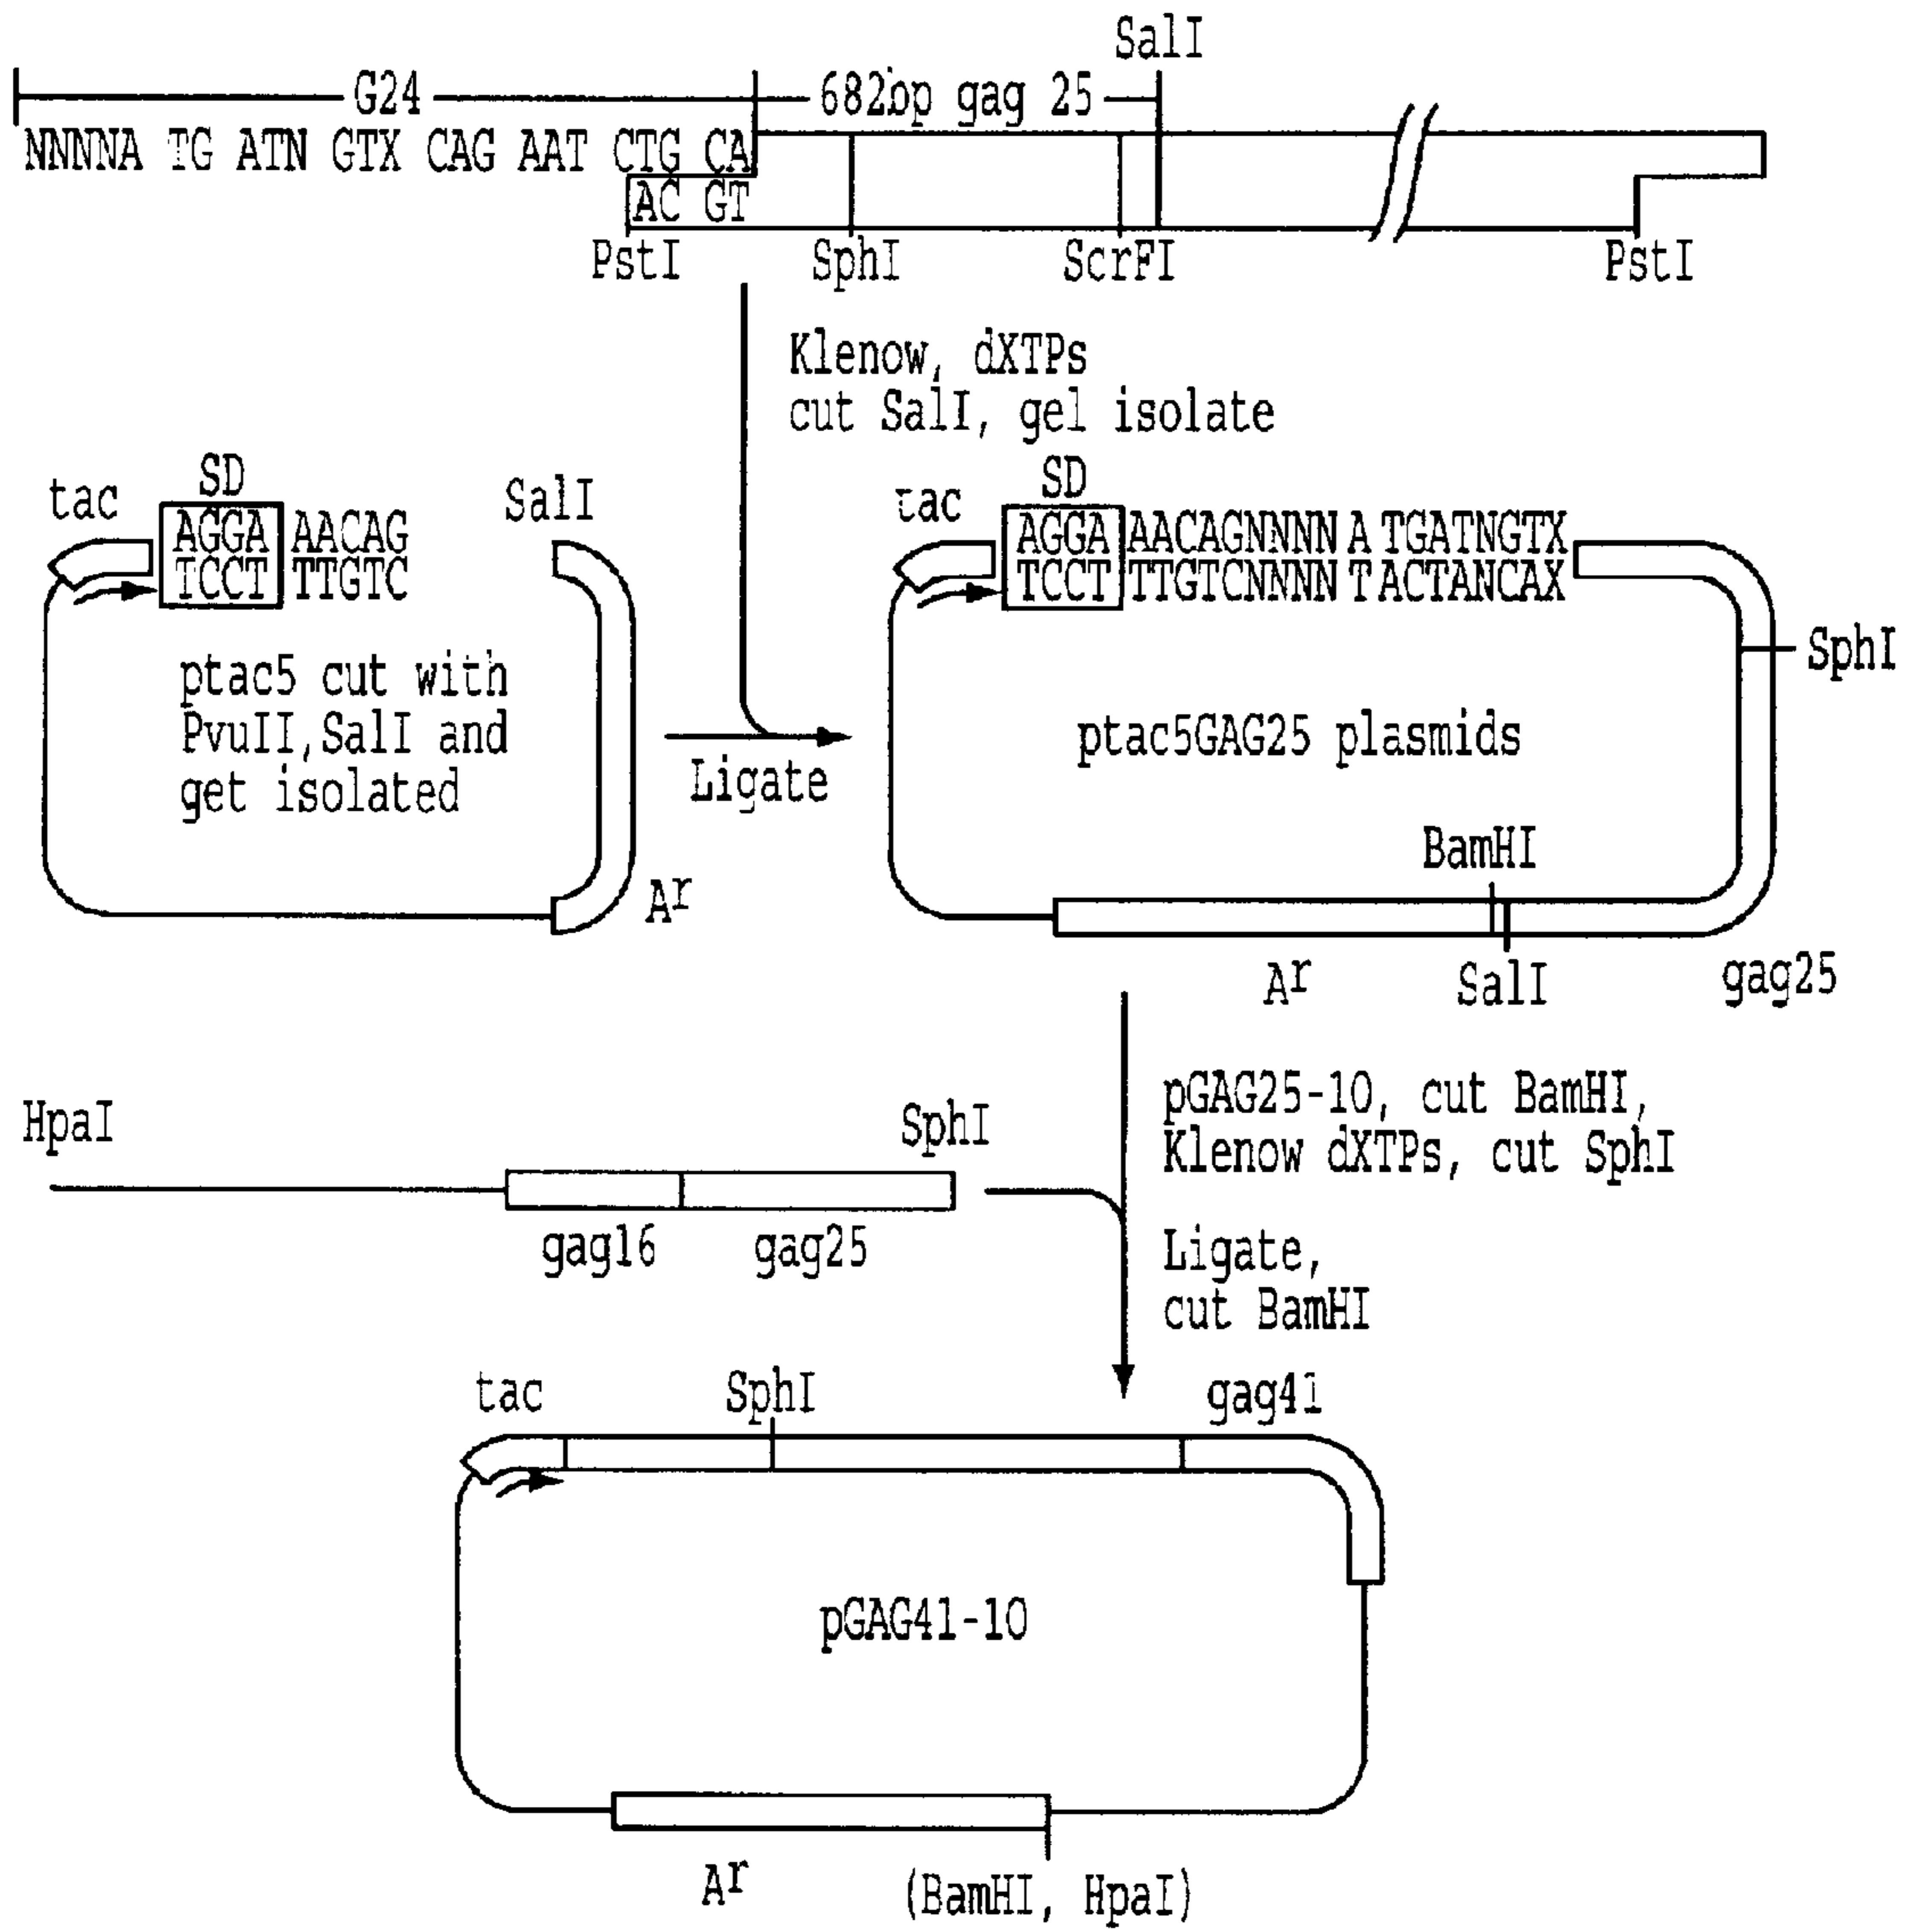 SalI
G24
682bp gag 25
NNNNA TG ATN GTX CAG AAT CTG CA
AC GT
PstI
SphI
ScrFI
PstI
Klenow, dXTPs
cut SalI, gel isolate
tac
SD
AGGA AACAG
TCCT TTGTC
SalI
ptac5 cut with
PvuII,SalI and
get isolated
Ar
Ligate
tac
SD
AGGA AACAGNNNN A TGATNGTX
TCCT TTGTCNNNN T ACTANCAX
SphI
ptac5GAG25 plasmids
BamHI
Ar
SalI
gag25
pGAG25-10, cut BamHI,
Klenow dXTPs, cut SphI
HpaI
SphI
gag16
gag25
Ligate,
cut BamHI
tac
SphI
gag41
pGAG41-10
Ar
(BamHI, HpaI)